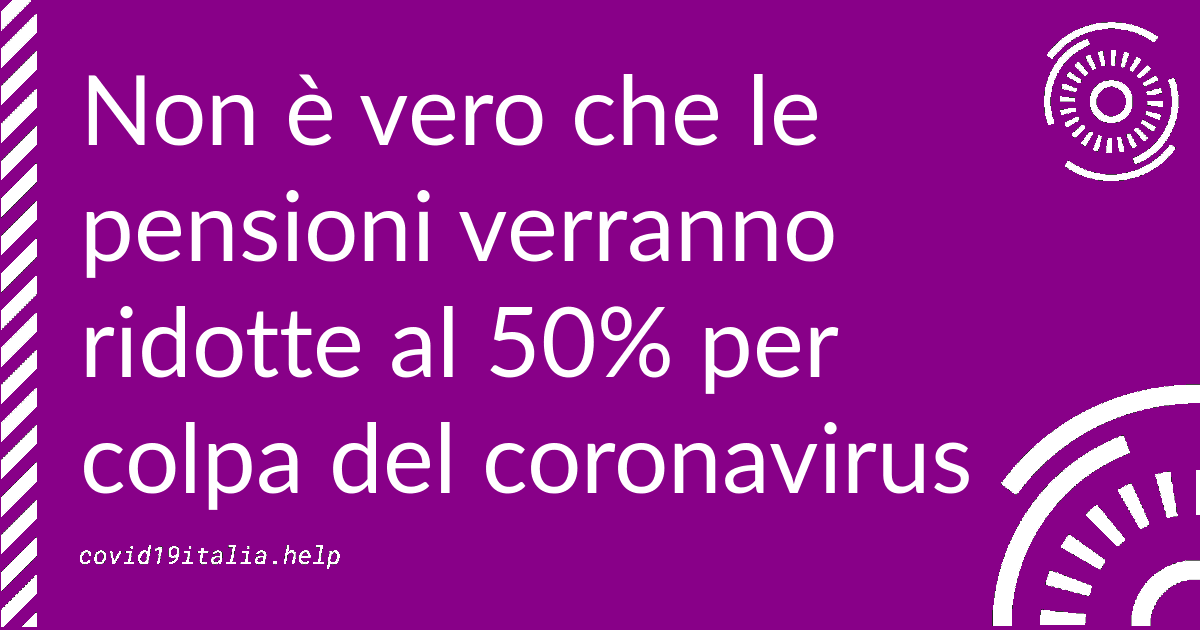 Non è vero che le
pensioni verranno
ridotte al 50% per
colpa del coronavirus
covid19italia.help